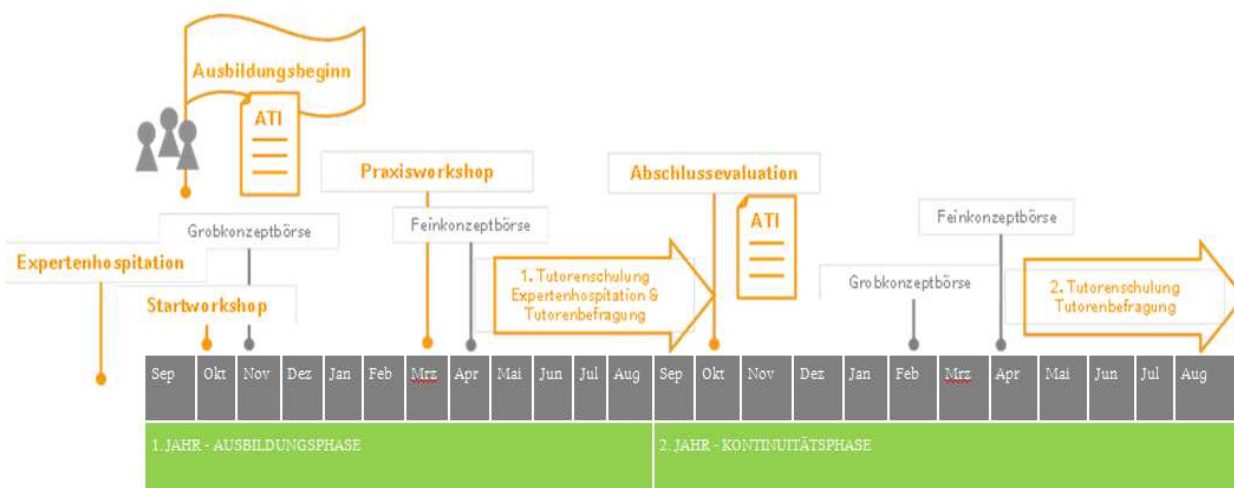 Ausbildungsbeginn
ATI
Praxisworkshop
Abschlussevaluation
ATI
Grobkonzeptbörse
Feinkonzeptbörse
Feinkonzeptbörse
Expertenhospitation
1. Tutorenschulung
Expertenhospitation &
Tutorenbefragung
Grobkonzeptbörse
2. Tutorenschulung
Tutorenbefragung
Startworkshop
Sep Okt Nov Dez Jan Feb Mrz Apr Mai Jun Jul Aug Sep Okt Nov Dez Jan Feb Mrz Apr Mai Jun Jul Aug
1. JAHR - AUSBILDUNGSPHASE
2. JAHR - KONTINUITÄTSPHASE